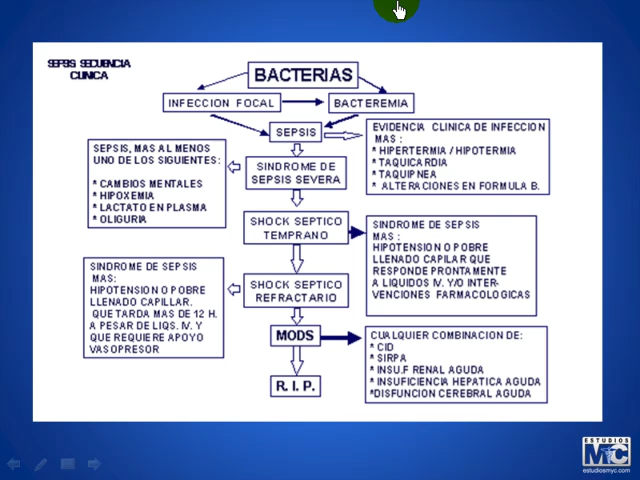 SEPSIS SECUENCIA
CLINICA
BACTERIAS
INFECCION FOCAL
BACTEREMIA
SEPSIS
EVIDENCIA CLINICA DE INFECCION
MAS :
* HIPERTERMIA / HIPOTERMIA
* TAQUICARDIA
* TAQUIPNEA
* ALTERACIONES EN FORMULA B.
SEPSIS, MAS AL MENOS
UNO DE LOS SIGUIENTES:
* CAMBIOS MENTALES
* HIPOXEMIA
* LACTATO EN PLASMA
* OLIGURIA
SINDROME DE
SEPSIS SEVERA
SHOCK SEPTICO
TEMPRANO
SINDROME DE SEPSIS
MAS :
HIPOTENSION O POBRE
LLENADO CAPILAR QUE
RESPONDE PRONTAMENTE
A LIQUIDOS IV. Y/O INTER-
VENCIONES FARMACOLOGICAS
SINDROME DE SEPSIS
MAS:
HIPOTENSION O POBRE
LLENADO CAPILLAR.
QUE TARDA MAS DE 12 H.
A PESAR DE LIQS. IV. Y
QUE REQUIERE APOYO
VASOPRESOR
SHOCK SEPTICO
REFRACTARIO
MODS
CUALQUIER COMBINACION DE:
* CID
* SIRPA
* INSU.F RENAL AGUDA
* INSUFICIENCIA HEPATICA AGUDA
*DISFUNCION CEREBRAL AGUDA
R. I. P.
ESTUDIOS
MyC
estudiosmyc.com